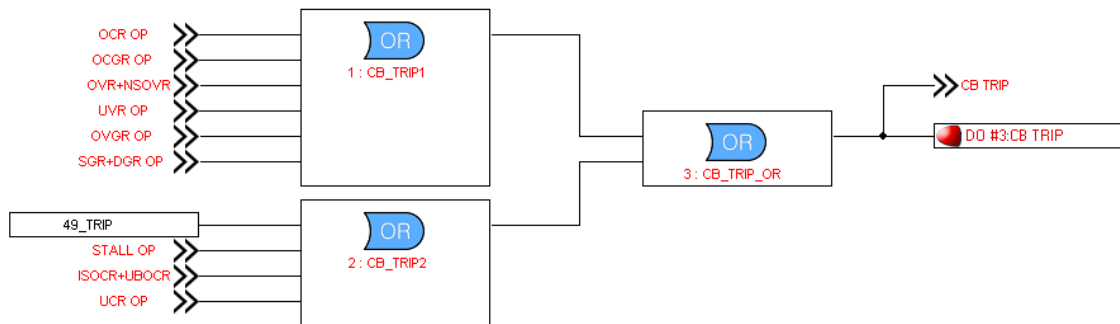 OCR OP
OCGR OP
OVR+NSOVR
UVR OP
OVGR OP
SGR+DGR OP
OR
1 : CB_TRIP1
49_TRIP
STALL OP
ISOCR+UBOCR
UCR OP
OR
2 : CB_TRIP2
OR
3 : CB_TRIP_OR
CB TRIP
DO #3:CB TRIP